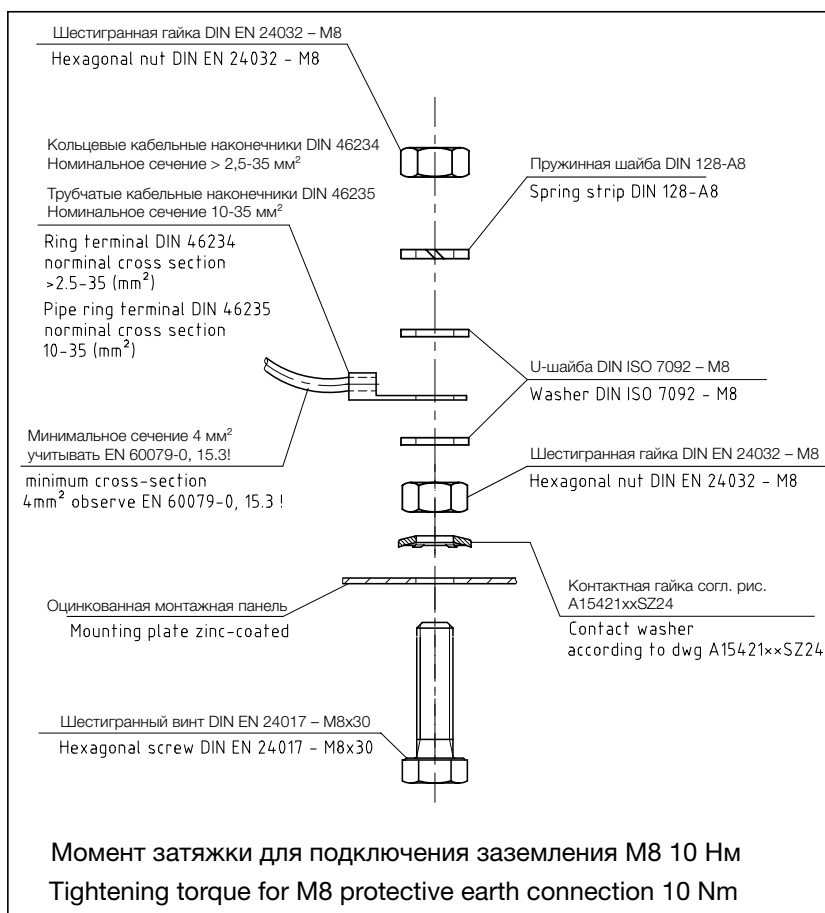 Шестигранная гайка DIN EN 24032 – M8
Hexagonal nut DIN EN 24032 – M8
Кольцевые кабельные наконечники DIN 46234
Номинальное сечение > 2,5-35 мм²
Трубчатые кабельные наконечники DIN 46235
Номинальное сечение 10-35 мм²
Ring terminal DIN 46234
norminal cross section
>2.5-35 (mm²)
Pipe ring terminal DIN 46235
norminal cross section
10-35 (mm²)
Пружинная шайба DIN 128-A8
Spring strip DIN 128-A8
U-шайба DIN ISO 7092 – M8
Washer DIN ISO 7092 – M8
Минимальное сечение 4 мм²
учитывать EN 60079-0, 15.3!
minimum cross-section
4mm² observe EN 60079-0, 15.3 !
Шестигранная гайка DIN EN 24032 – M8
Hexagonal nut DIN EN 24032 – M8
Оцинкованная монтажная панель
Mounting plate zinc-coated
Контактная гайка согл. рис.
A15421xxSZ24
Contact washer
according to dwg A15421××SZ24
Шестигранный винт DIN EN 24017 – M8x30
Hexagonal screw DIN EN 24017 – M8x30
Момент затяжки для подключения заземления M8 10 Нм
Tightening torque for M8 protective earth connection 10 Nm